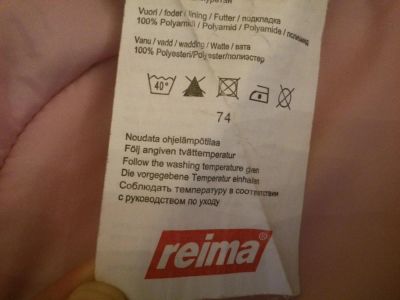 Vuori / foder / lining / Futter / подкладка
100% Polyamidi / Polyamid / Polyamide / полиамид
Vanu / vadd / wadding / Watte / вата
100% Polyesteri/Polyester/полиэстер
40°
74
Noudata ohjelämpötilaa
Följ angiven tvättemperatur
Follow the washing temperature given
Die vorgegebene Temperatur einhalten
Соблюдать температуру в соответствии
с руководством по уходу
reima®